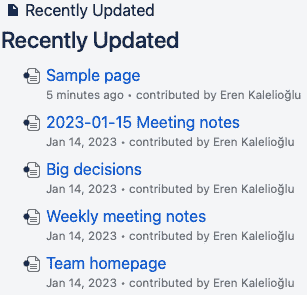 Recently Updated
Recently Updated
Sample page
5 minutes ago • contributed by Eren Kalelioğlu
2023-01-15 Meeting notes
Jan 14, 2023 • contributed by Eren Kalelioğlu
Big decisions
Jan 14, 2023 • contributed by Eren Kalelioğlu
Weekly meeting notes
Jan 14, 2023 • contributed by Eren Kalelioğlu
Team homepage
Jan 14, 2023 • contributed by Eren Kalelioğlu